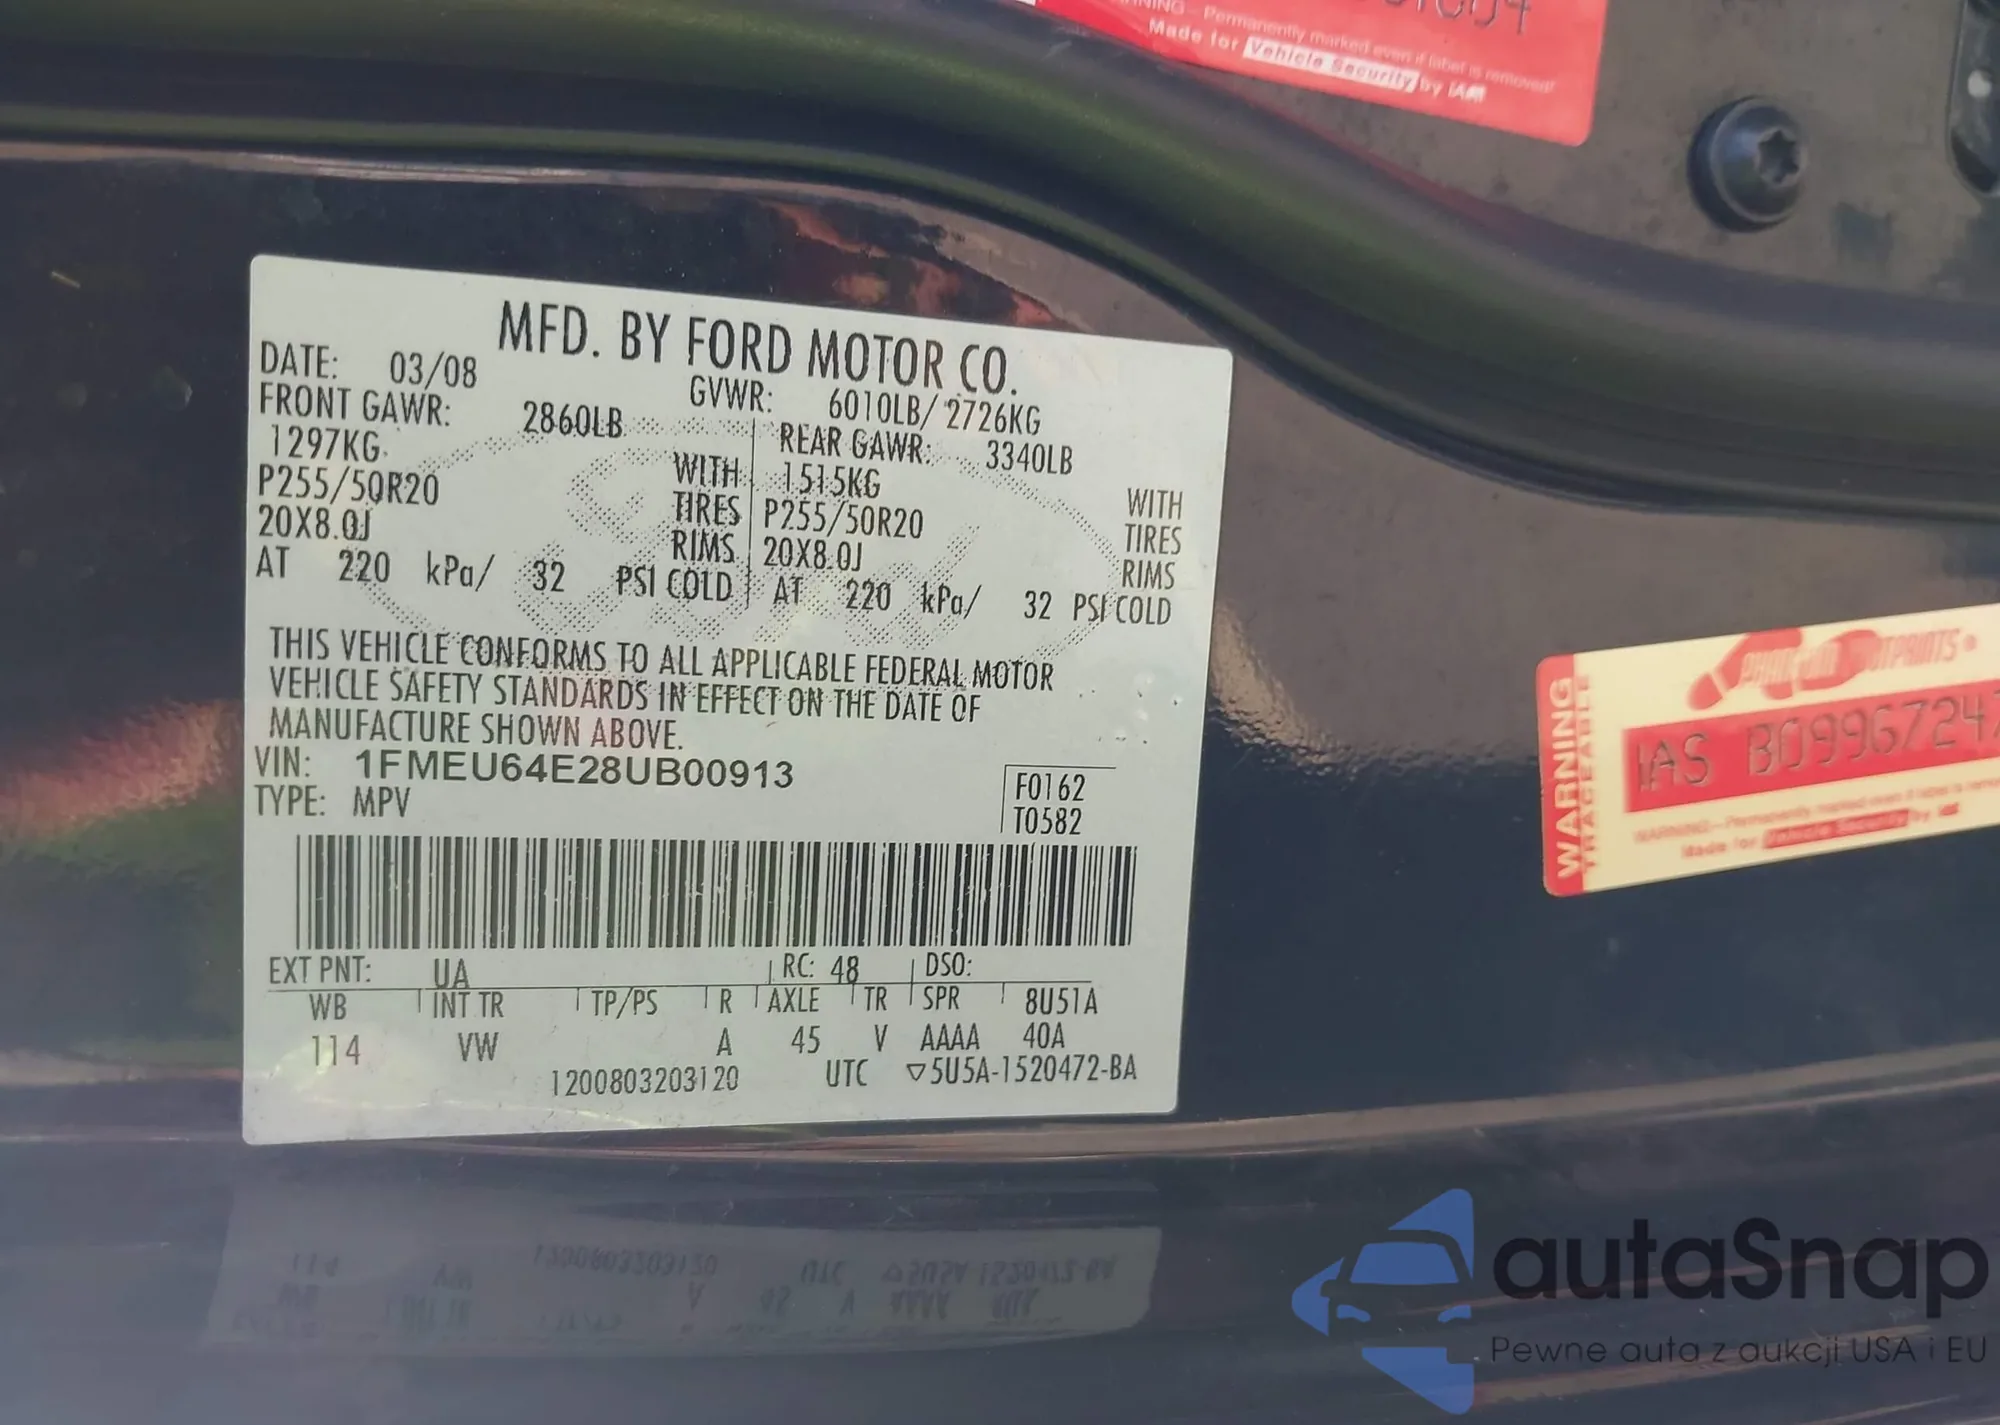 Made for Vehicle Security by
MFD. BY FORD MOTOR CO.
DATE: 03/08 GVWR: 6010LB/ 2726KG
FRONT GAWR: 2860LB REAR GAWR: 3340LB
1297KG WITH 1515KG WITH
P255/50R20 TIRES P255/50R20 TIRES
20X8.0J RIMS 20X8.0J RIMS
AT 220 kPa/ 32 PSI COLD AT 220 kPa/ 32 PSI COLD
THIS VEHICLE CONFORMS TO ALL APPLICABLE FEDERAL MOTOR
VEHICLE SAFETY STANDARDS IN EFFECT ON THE DATE OF
MANUFACTURE SHOWN ABOVE.
VIN: 1FMEU64E28UB00913
TYPE: MPV
F0162
T0582
EXT PNT: UA RC: 48 DSO:
WB INT TR TP/PS R AXLE TR SPR 8U51A
114 VW A 45 V AAAA 40A
1200803203120 UTC ▽5U5A-1520472-BA
WARNING
TRACEABLE
IAS B0996724
Made for Vehicle Security by
autaSnap
Pewne auta z aukcji USA i EU